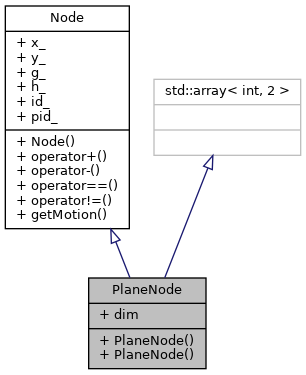 Node
+ x_
+ y_
+ g_
+ h_
+ id_
+ pid_
+ Node()
+ operator+()
+ operator-()
+ operator==()
+ operator!=()
+ getMotion()
std::array< int, 2 >
PlaneNode
+ dim
+ PlaneNode()
+ PlaneNode()